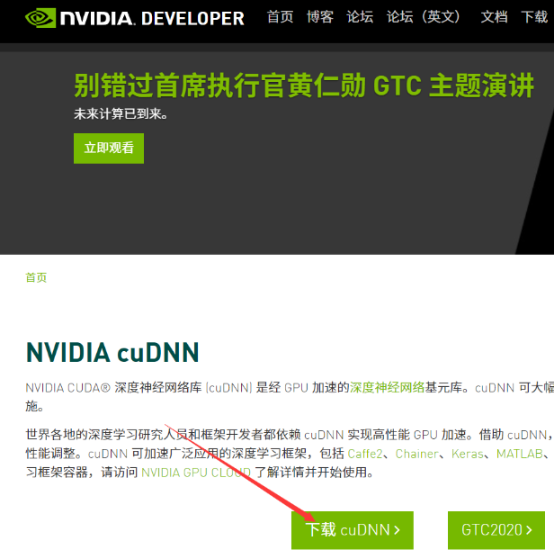 NVIDIA. DEVELOPER 首页 博客 论坛 论坛（英文） 文档 下载
别错过首席执行官黄仁勋 GTC 主题演讲
未来计算已到来。
立即观看
首页
NVIDIA cuDNN
NVIDIA CUDA® 深度神经网络库 (cuDNN) 是经 GPU 加速的深度神经网络基元库。cuDNN 可大幅
施。
世界各地的深度学习研究人员和框架开发者都依赖 cuDNN 实现高性能 GPU 加速。借助 cuDNN，
性能调整。cuDNN 可加速广泛应用的深度学习框架，包括 Caffe2、Chainer、Keras、MATLAB、
习框架容器，请访问 NVIDIA GPU CLOUD 了解详情并开始使用。
下载 cuDNN > GTC2020 >